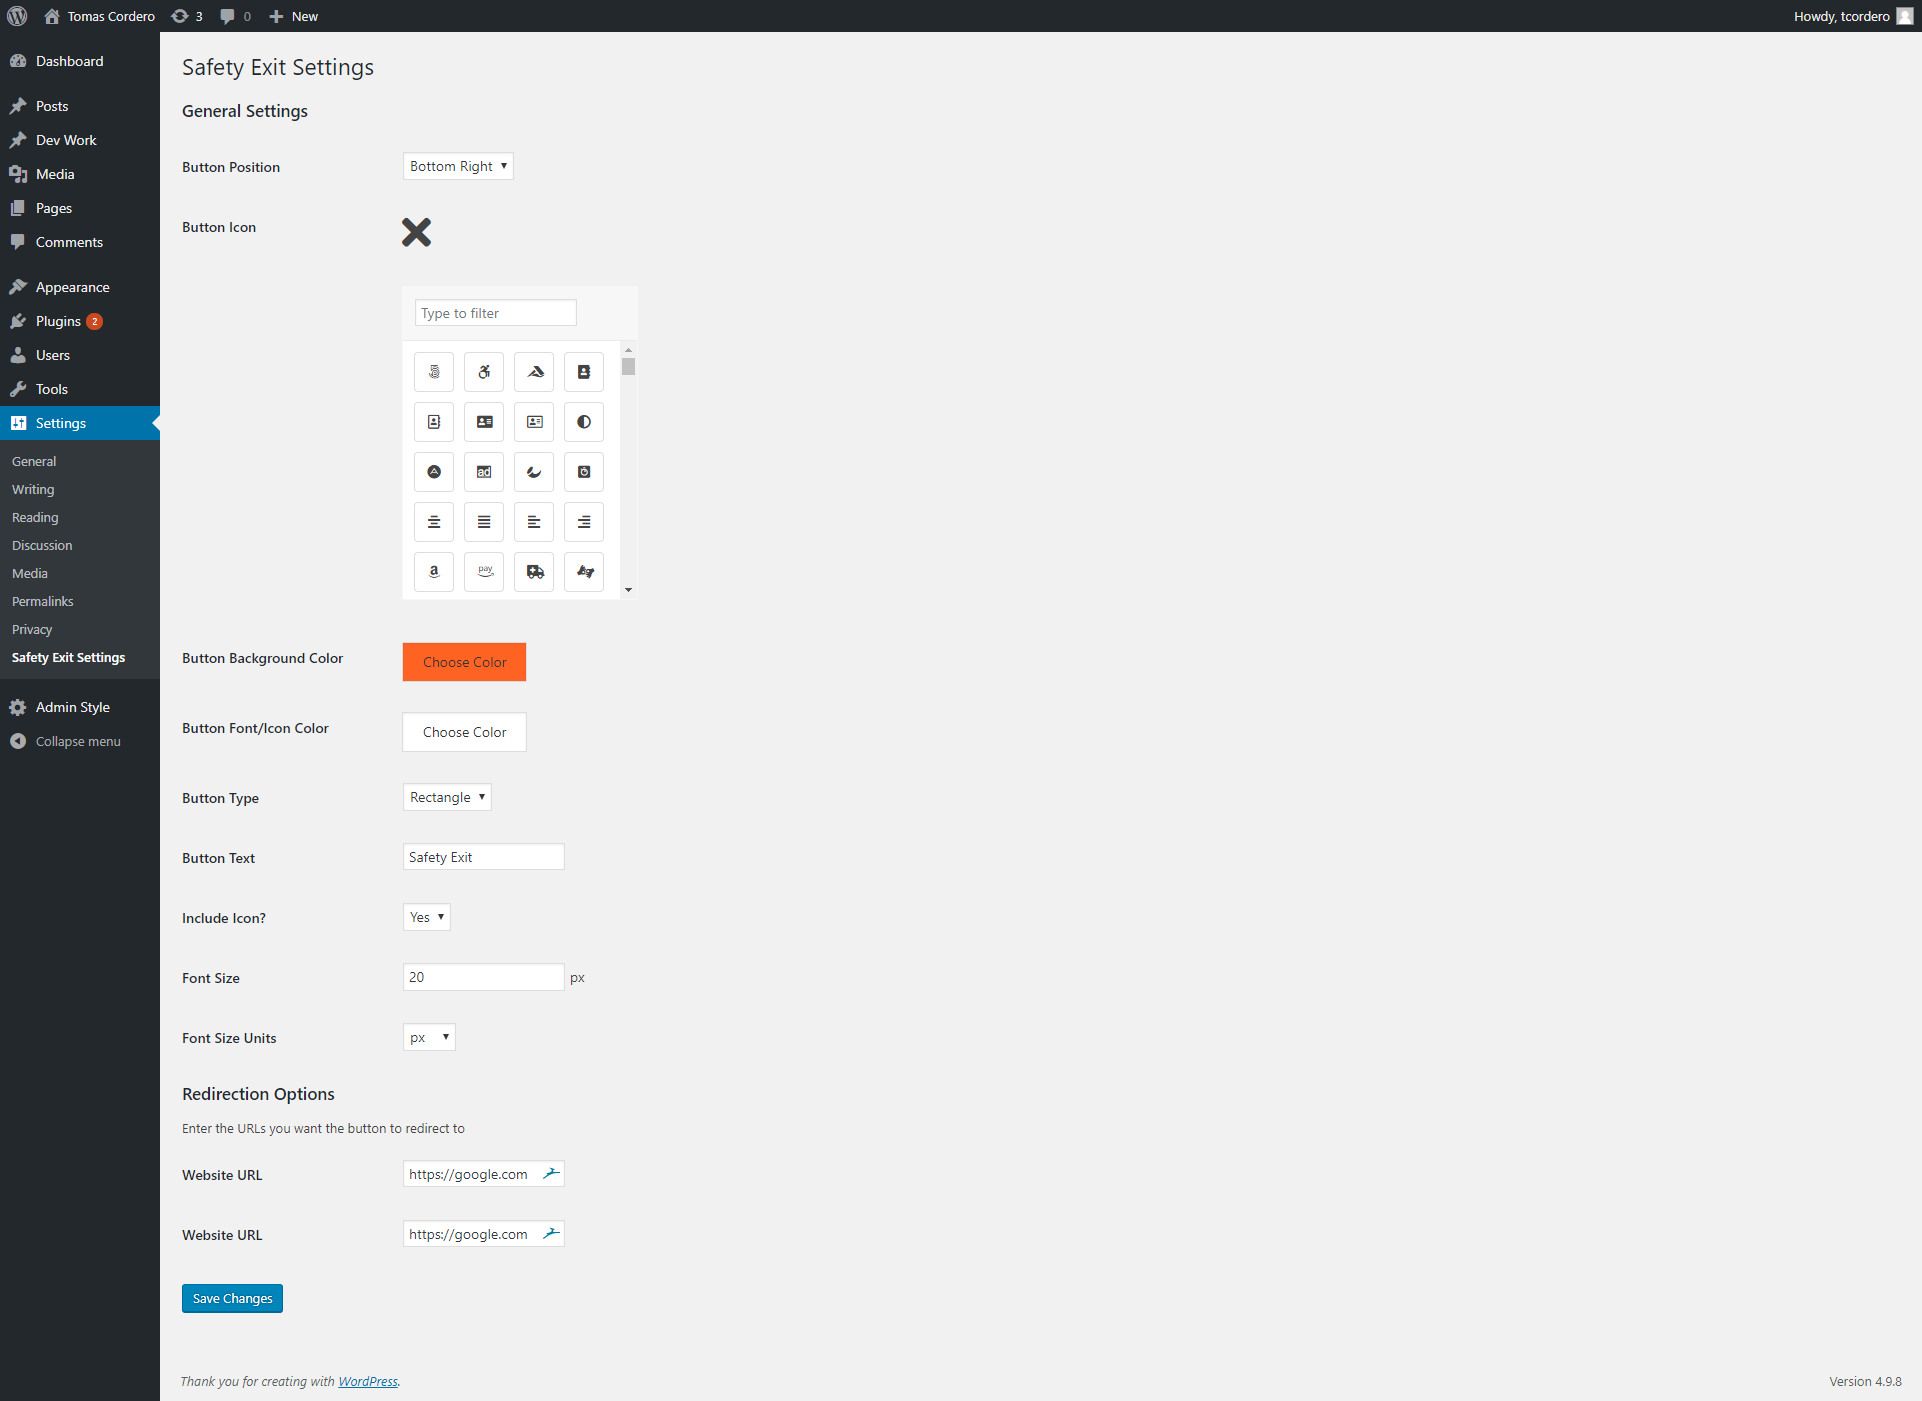 Tomas Cordero 3 0 New
Howdy, tcordero
Dashboard
Posts
Dev Work
Media
Pages
Comments
Appearance
Plugins 2
Users
Tools
Settings
General
Writing
Reading
Discussion
Media
Permalinks
Privacy
Safety Exit Settings
Admin Style
Collapse menu
Safety Exit Settings
General Settings
Button Position Bottom Right
Button Icon
Type to filter
ad
a pay
Button Background Color Choose Color
Button Font/Icon Color Choose Color
Button Type Rectangle
Button Text Safety Exit
Include Icon? Yes
Font Size 20 px
Font Size Units px
Redirection Options
Enter the URLs you want the button to redirect to
Website URL https://google.com
Website URL https://google.com
Save Changes
Thank you for creating with WordPress.
Version 4.9.8